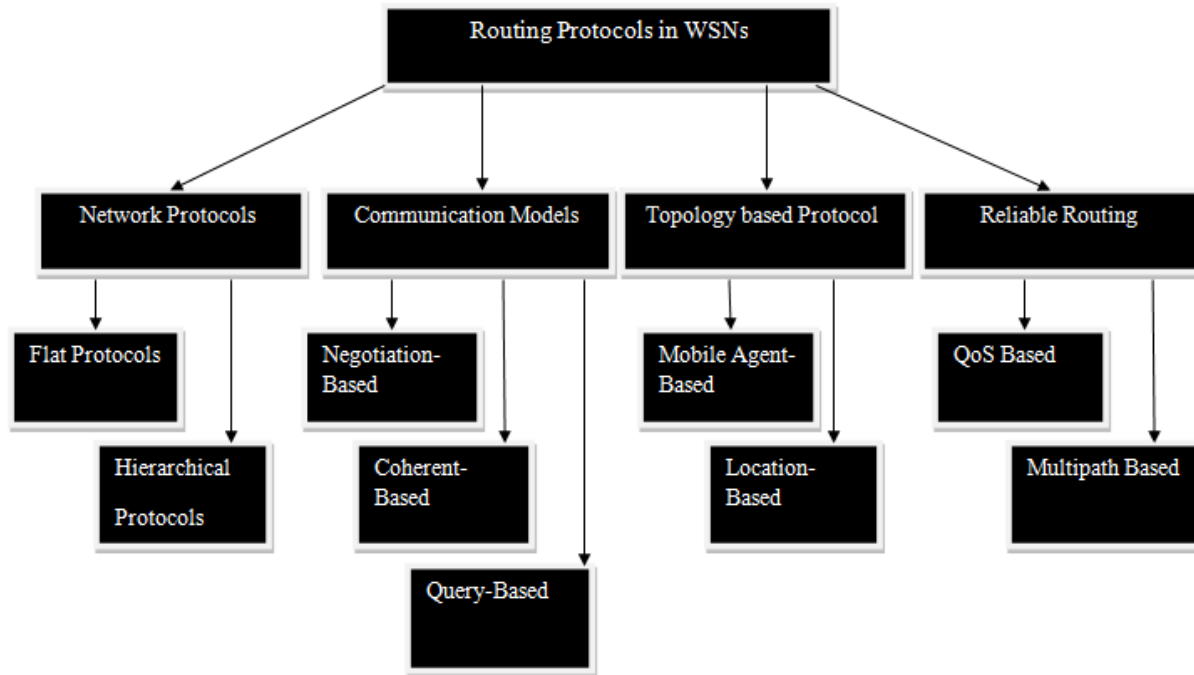 Routing Protocols in WSNs
Network Protocols
Communication Models
Topology based Protocol
Reliable Routing
Flat Protocols
Negotiation-
Based
Mobile Agent-
Based
QoS Based
Hierarchical
Protocols
Coherent-
Based
Location-
Based
Multipath Based
Query-Based